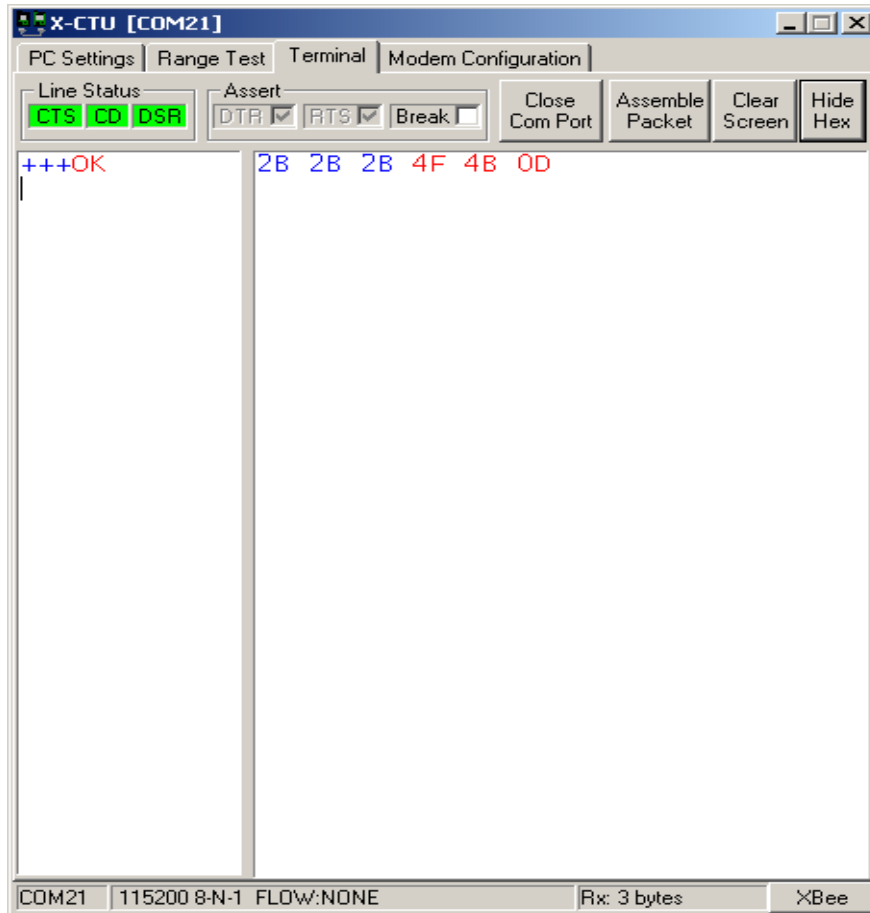 X-CTU [COM21]
PC Settings Range Test Terminal Modem Configuration
Line Status Assert
CTS CD DSR DTR RTS Break Close Com Port Assemble Packet Clear Screen Hide Hex
+++OK 2B 2B 2B 4F 4B 0D
COM21 115200 8-N-1 FLOW:NONE Rx: 3 bytes XBee